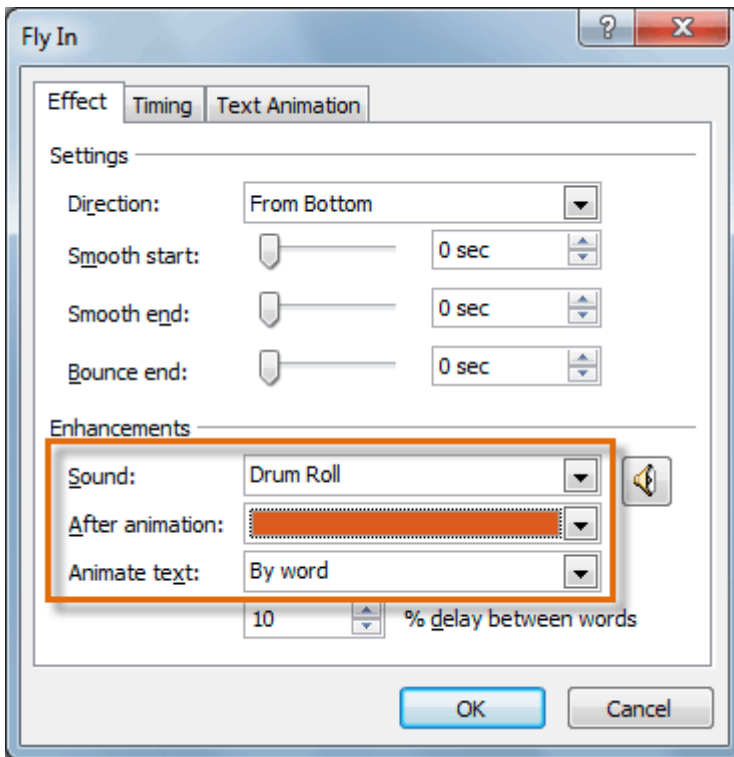 Fly In
Effect Timing Text Animation
Settings
Direction: From Bottom
Smooth start: 0 sec
Smooth end: 0 sec
Bounce end: 0 sec
Enhancements
Sound: Drum Roll
After animation:
Animate text: By word
10 % delay between words
OK Cancel